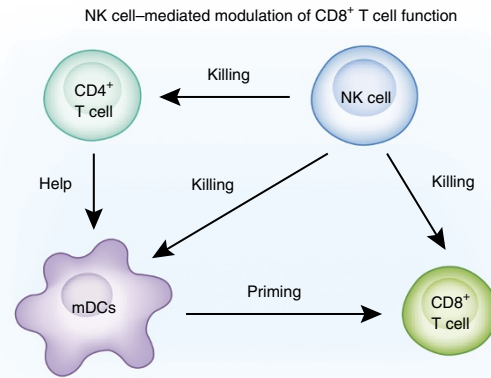 NK cell–mediated modulation of CD8⁺ T cell function
Killing
CD4⁺
T cell
NK cell
Help
Killing
Killing
mDCs
Priming
CD8⁺
T cell